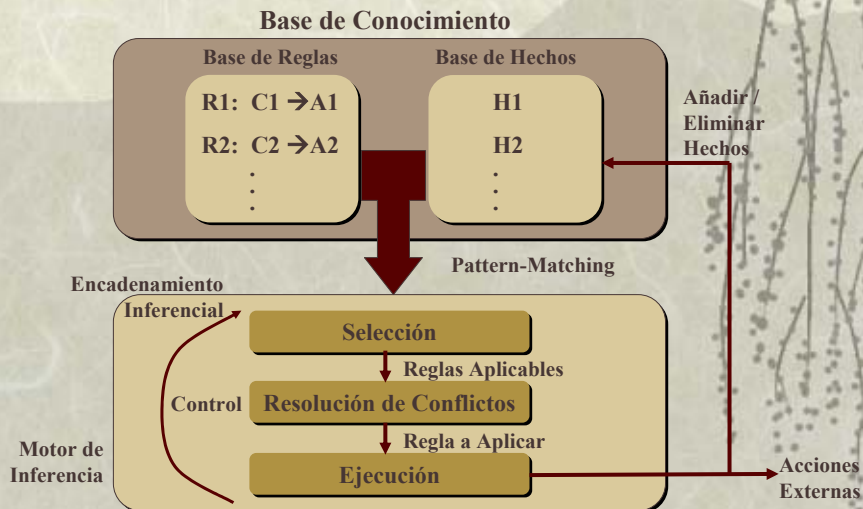 Base de Conocimiento
Base de Reglas
R1: C1 →A1
R2: C2 →A2
.
.
.
Base de Hechos
H1
H2
.
.
.
Añadir /
Eliminar
Hechos
Pattern-Matching
Encadenamiento
Inferencial
Selección
Reglas Aplicables
Control
Resolución de Conflictos
Regla a Aplicar
Motor de
Inferencia
Ejecución
Acciones
Externas